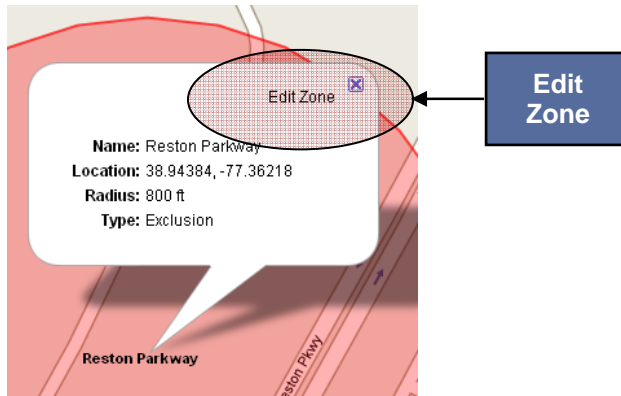 Edit Zone
Name: Reston Parkway
Location: 38.94384, -77.36218
Radius: 800 ft
Type: Exclusion
Reston Parkway
eston Pkwy
Edit
Zone